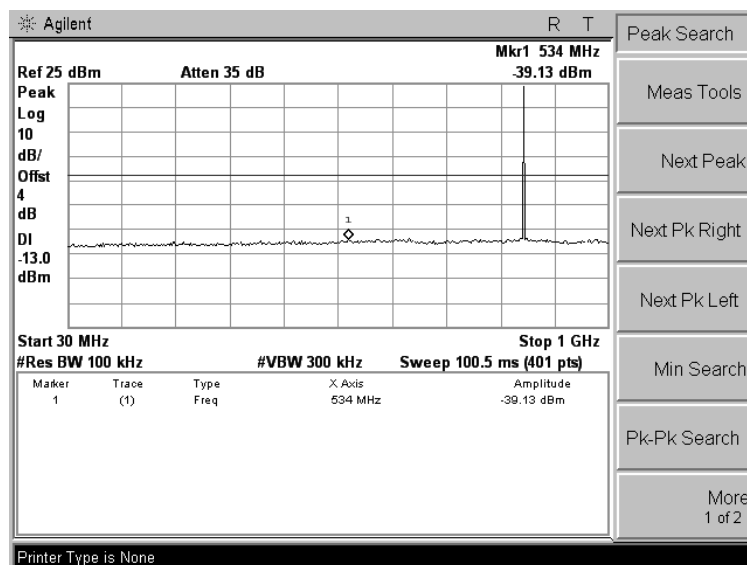 Agilent R T
Mkr1 534 MHz
Ref 25 dBm Atten 35 dB -39.13 dBm
Peak
Log
10
dB/
Offst
4
dB
DI
-13.0
dBm
1
Start 30 MHz Stop 1 GHz
#Res BW 100 kHz #VBW 300 kHz Sweep 100.5 ms (401 pts)
Marker Trace Type X Axis Amplitude
1 (1) Freq 534 MHz -39.13 dBm
Printer Type is None
Peak Search
Meas Tools
Next Peak
Next Pk Right
Next Pk Left
Min Search
Pk-Pk Search
More
1 of 2